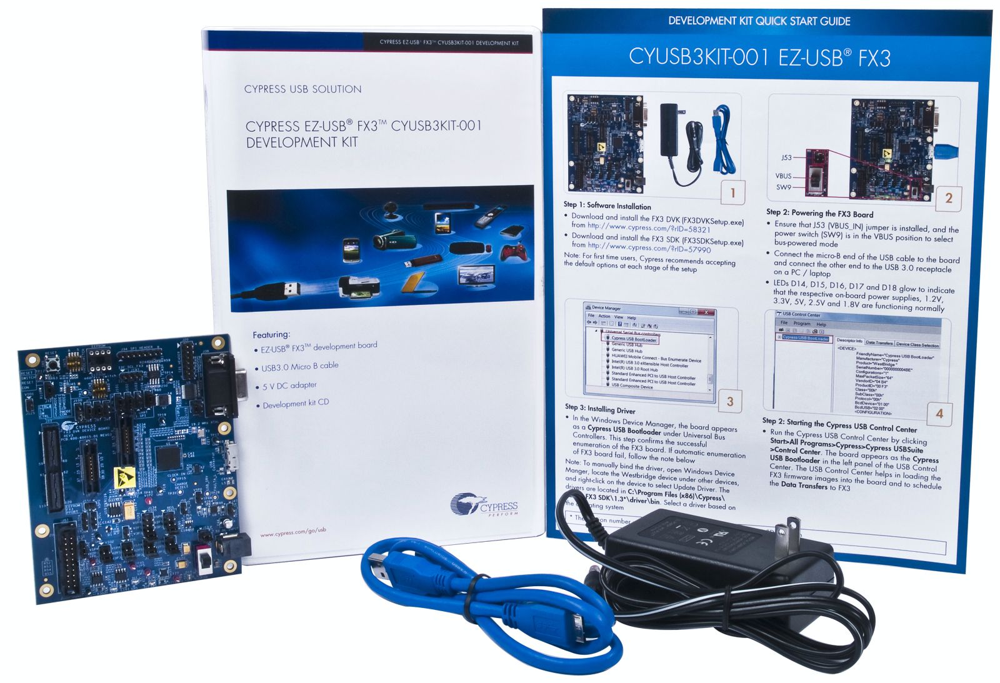 CYPRESS EZ-USB® FX3™ CYUSB3KIT-001 DEVELOPMENT KIT
CYPRESS USB SOLUTION
CYPRESS EZ-USB® FX3™ CYUSB3KIT-001
DEVELOPMENT KIT
Featuring:
• EZ-USB® FX3™ development board
• USB3.0 Micro B cable
• 5 V DC adapter
• Development kit CD
CYPRESS
PERFORM
www.cypress.com/go/usb
DEVELOPMENT KIT QUICK START GUIDE
CYUSB3KIT-001 EZ-USB® FX3
1
Step 1: Software Installation
• Download and install the FX3 DVK (FX3DVKSetup.exe)
from http://www.cypress.com/?rID=58321
• Download and install the FX3 SDK (FX3SDKSetup.exe)
from http://www.cypress.com/?rID=57990
Note: For first time users, Cypress recommends accepting
the default options at each stage of the setup
J53
VBUS
SW9
2
Step 2: Powering the FX3 Board
• Ensure that J53 (VBUS_IN) jumper is installed, and the
power switch (SW9) is in the VBUS position to select
bus-powered mode
• Connect the micro-B end of the USB cable to the board
and connect the other end to the USB 3.0 receptacle
on a PC / laptop
• LEDs D14, D15, D16, D17 and D18 glow to indicate
that the respective on-board power supplies, 1.2V,
3.3V, 5V, 2.5V and 1.8V are functioning normally
Device Manager
File Action View Help
Universal Serial Bus controllers
Cypress USB BootLoader
Generic USB Hub
Generic USB Hub
HUAWEI Mobile Connect - Bus Enumerate Device
Intel(R) USB 3.0 eXtensible Host Controller
Intel(R) USB 3.0 Root Hub
Standard Enhanced PCI to USB Host Controller
Standard Enhanced PCI to USB Host Controller
USB Composite Device
3
Step 3: Installing Driver
• In the Windows Device Manager, the board appears
as a Cypress USB Bootloader under Universal Bus
Controllers. This step confirms the successful
enumeration of the FX3 board. If automatic enumeration
of FX3 board fail, follow the note below
Note: To manually bind the driver, open Windows Device
Manger, locate the Westbridge device under other devices,
and right-click on the device to select Update Driver. The
drivers are located in C:\Program Files (x86)\Cypress\
FX3 SDK\1.3*\driver\bin. Select a driver based on
the operating system
* The on number
USB Control Center
File Program Help
Cypress USB BootLoader
Descriptor Info Data Transfers Device Class Selection
<DEVICE>
FriendlyName="Cypress USB BootLoader"
Manufacturer="Cypress"
Product="WestBridge "
SerialNumber="0000000004BE"
Configurations="1"
MaxPacketSize="64"
VendorID="04 B4"
ProductID="00 F3"
Class="00h"
SubClass="00h"
Protocol="00h"
BcdDevice="01 00"
BcdUSB="02 00"
<CONFIGURATION>
4
Step 2: Starting the Cypress USB Control Center
• Run the Cypress USB Control Center by clicking
Start>All Programs>Cypress>Cypress USBSuite
>Control Center. The board appears as the Cypress
USB Bootloader in the left panel of the USB Control
Center. The USB Control Center helps in loading the
FX3 firmware images into the board and to schedule
the Data Transfers to FX3
RESET
EEPROM
J34 SPI HEADER
CYPRESS
FX3 DVK DEVICE BOARD
CLOCK IN
CHARGE
DETECT